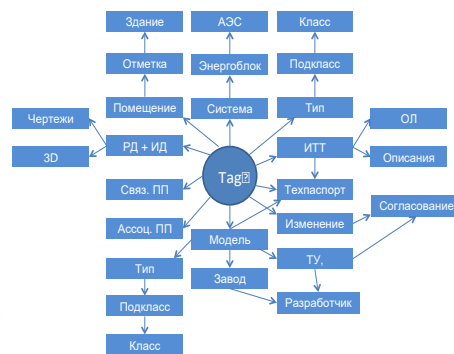 Здание
АЭС
Класс
Отметка
Энергоблок
Подкласс
Помещение
Система
Тип
Чертежи
ОЛ
РД + ИД
ИТТ
3D
Описания
Tag
Связ. ПП
Техпаспорт
Согласование
Ассоц. ПП
Изменение
Модель
Тип
ТУ,
Завод
Подкласс
Разработчик
Класс